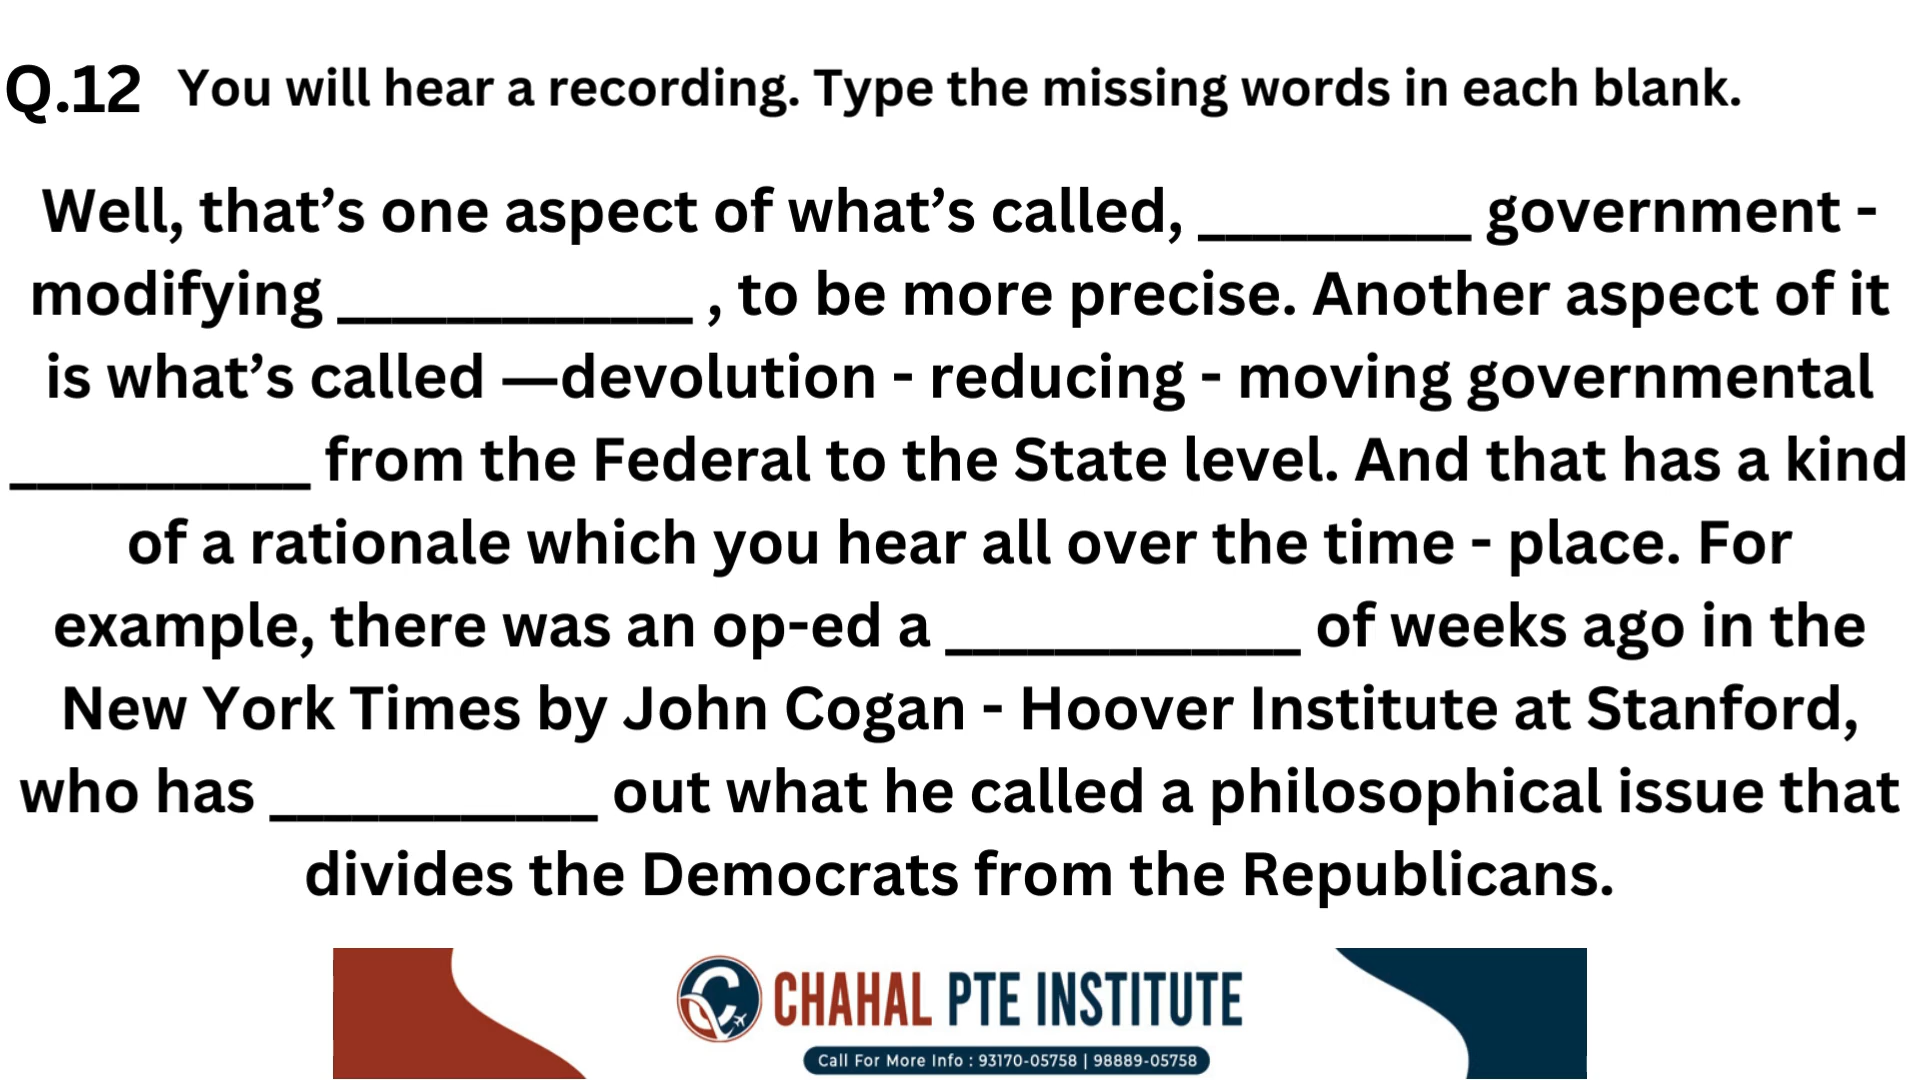 Q.12 You will hear a recording. Type the missing words in each blank.
Well, that’s one aspect of what’s called, __________ government -
modifying _____________ , to be more precise. Another aspect of it
is what’s called —devolution - reducing - moving governmental
___________ from the Federal to the State level. And that has a kind
of a rationale which you hear all over the time - place. For
example, there was an op-ed a _____________ of weeks ago in the
New York Times by John Cogan - Hoover Institute at Stanford,
who has ____________ out what he called a philosophical issue that
divides the Democrats from the Republicans.
CHAHAL PTE INSTITUTE
Call For More Info : 93170-05758 | 98889-05758